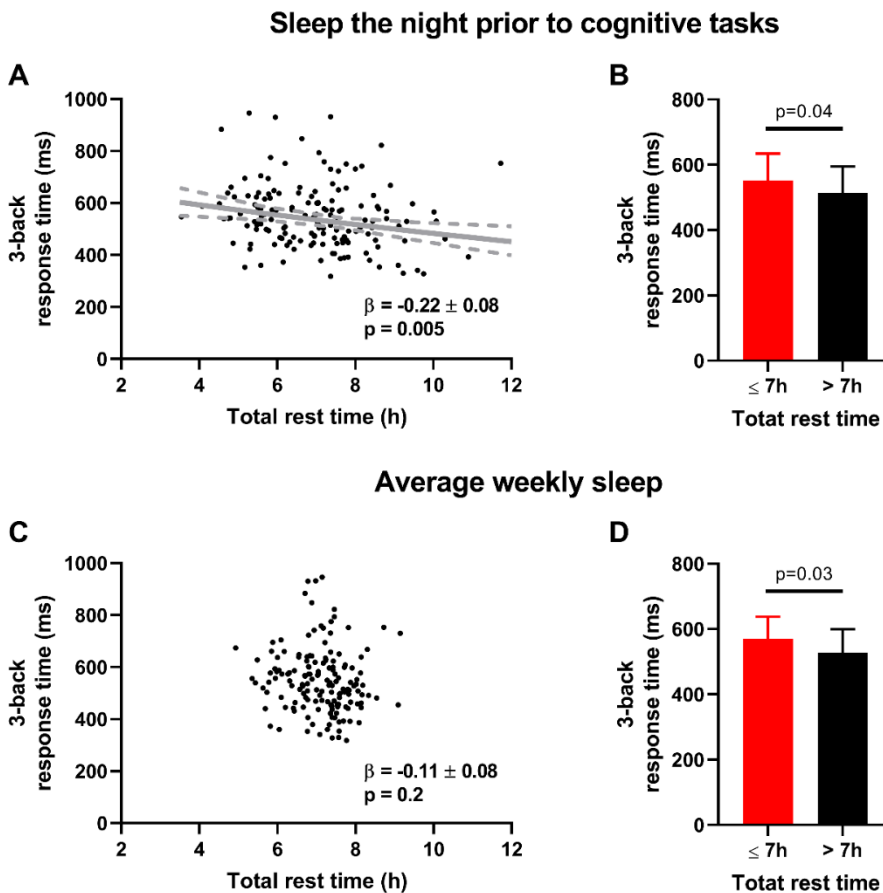 Sleep the night prior to cognitive tasks
A
3-back
response time (ms)
1000
800
600
400
200
0
β = -0.22 ± 0.08
p = 0.005
2 4 6 8 10 12
Total rest time (h)
B
3-back
response time (ms)
800
600
400
200
0
p=0.04
≤ 7h > 7h
Totat rest time
Average weekly sleep
C
3-back
response time (ms)
1000
800
600
400
200
0
β = -0.11 ± 0.08
p = 0.2
2 4 6 8 10 12
Total rest time (h)
D
3-back
response time (ms)
800
600
400
200
0
p=0.03
≤ 7h > 7h
Totat rest time